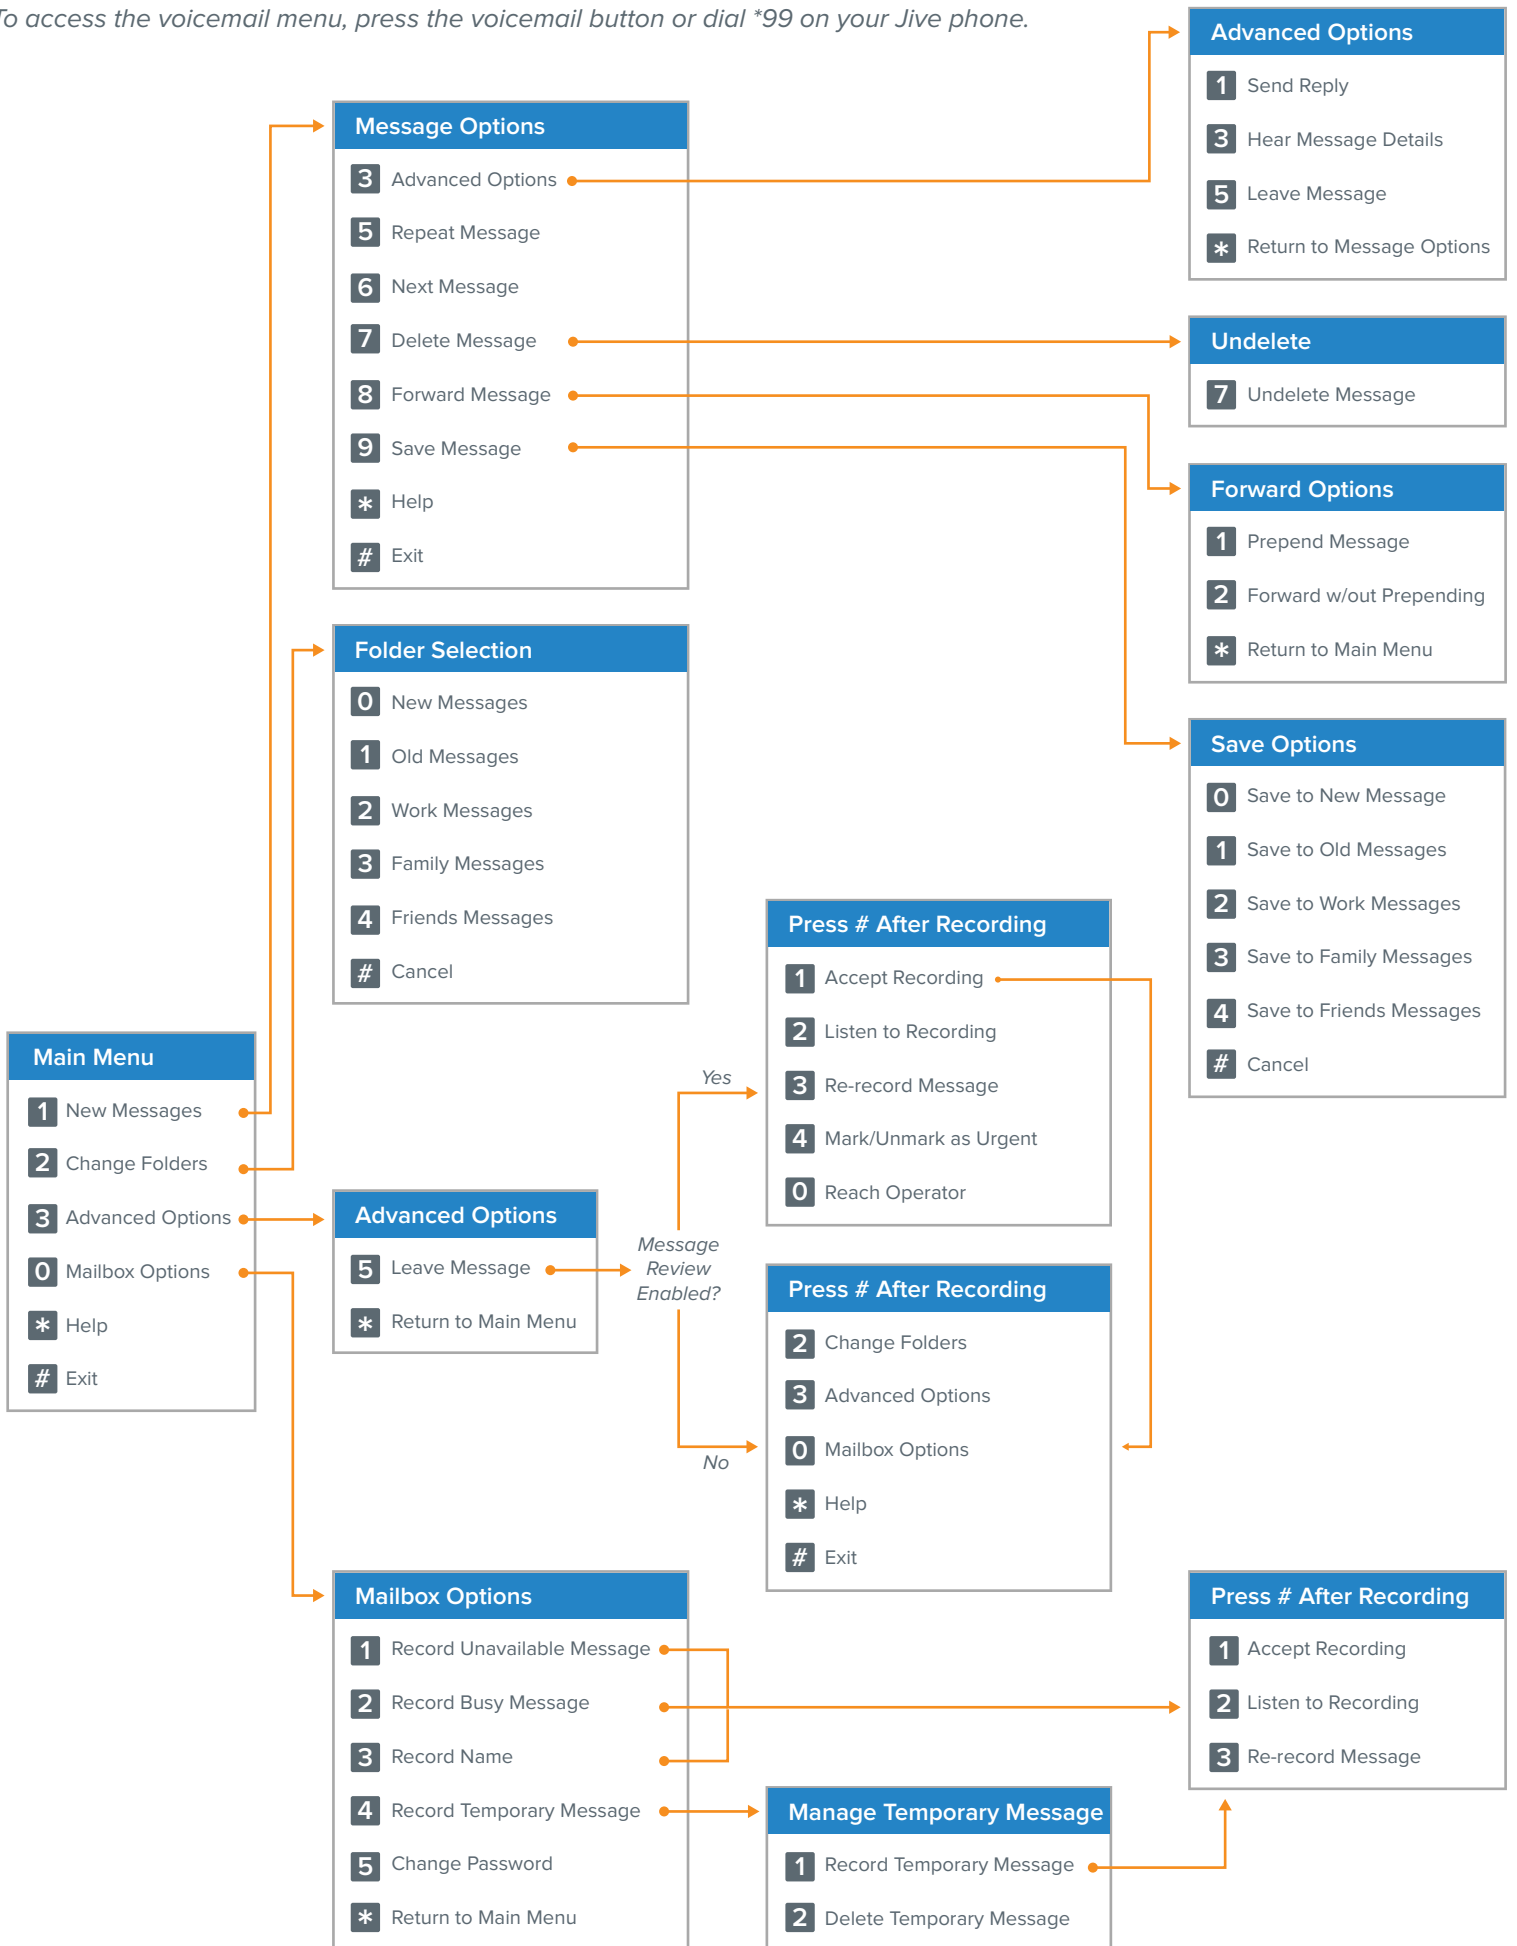 To access the voicemail menu, press the voicemail button or dial *99 on your Jive phone.
Message Options
3 Advanced Options
5 Repeat Message
6 Next Message
7 Delete Message
8 Forward Message
9 Save Message
* Help
# Exit
Advanced Options
1 Send Reply
3 Hear Message Details
5 Leave Message
* Return to Message Options
Undelete
7 Undelete Message
Forward Options
1 Prepend Message
2 Forward w/out Prepending
* Return to Main Menu
Save Options
0 Save to New Message
1 Save to Old Messages
2 Save to Work Messages
3 Save to Family Messages
4 Save to Friends Messages
# Cancel
Folder Selection
0 New Messages
1 Old Messages
2 Work Messages
3 Family Messages
4 Friends Messages
# Cancel
Main Menu
1 New Messages
2 Change Folders
3 Advanced Options
0 Mailbox Options
* Help
# Exit
Advanced Options
5 Leave Message
* Return to Main Menu
Message
Review
Enabled?
Yes
No
Press # After Recording
1 Accept Recording
2 Listen to Recording
3 Re-record Message
4 Mark/Unmark as Urgent
0 Reach Operator
Press # After Recording
2 Change Folders
3 Advanced Options
0 Mailbox Options
* Help
# Exit
Mailbox Options
1 Record Unavailable Message
2 Record Busy Message
3 Record Name
4 Record Temporary Message
5 Change Password
* Return to Main Menu
Manage Temporary Message
1 Record Temporary Message
2 Delete Temporary Message
Press # After Recording
1 Accept Recording
2 Listen to Recording
3 Re-record Message